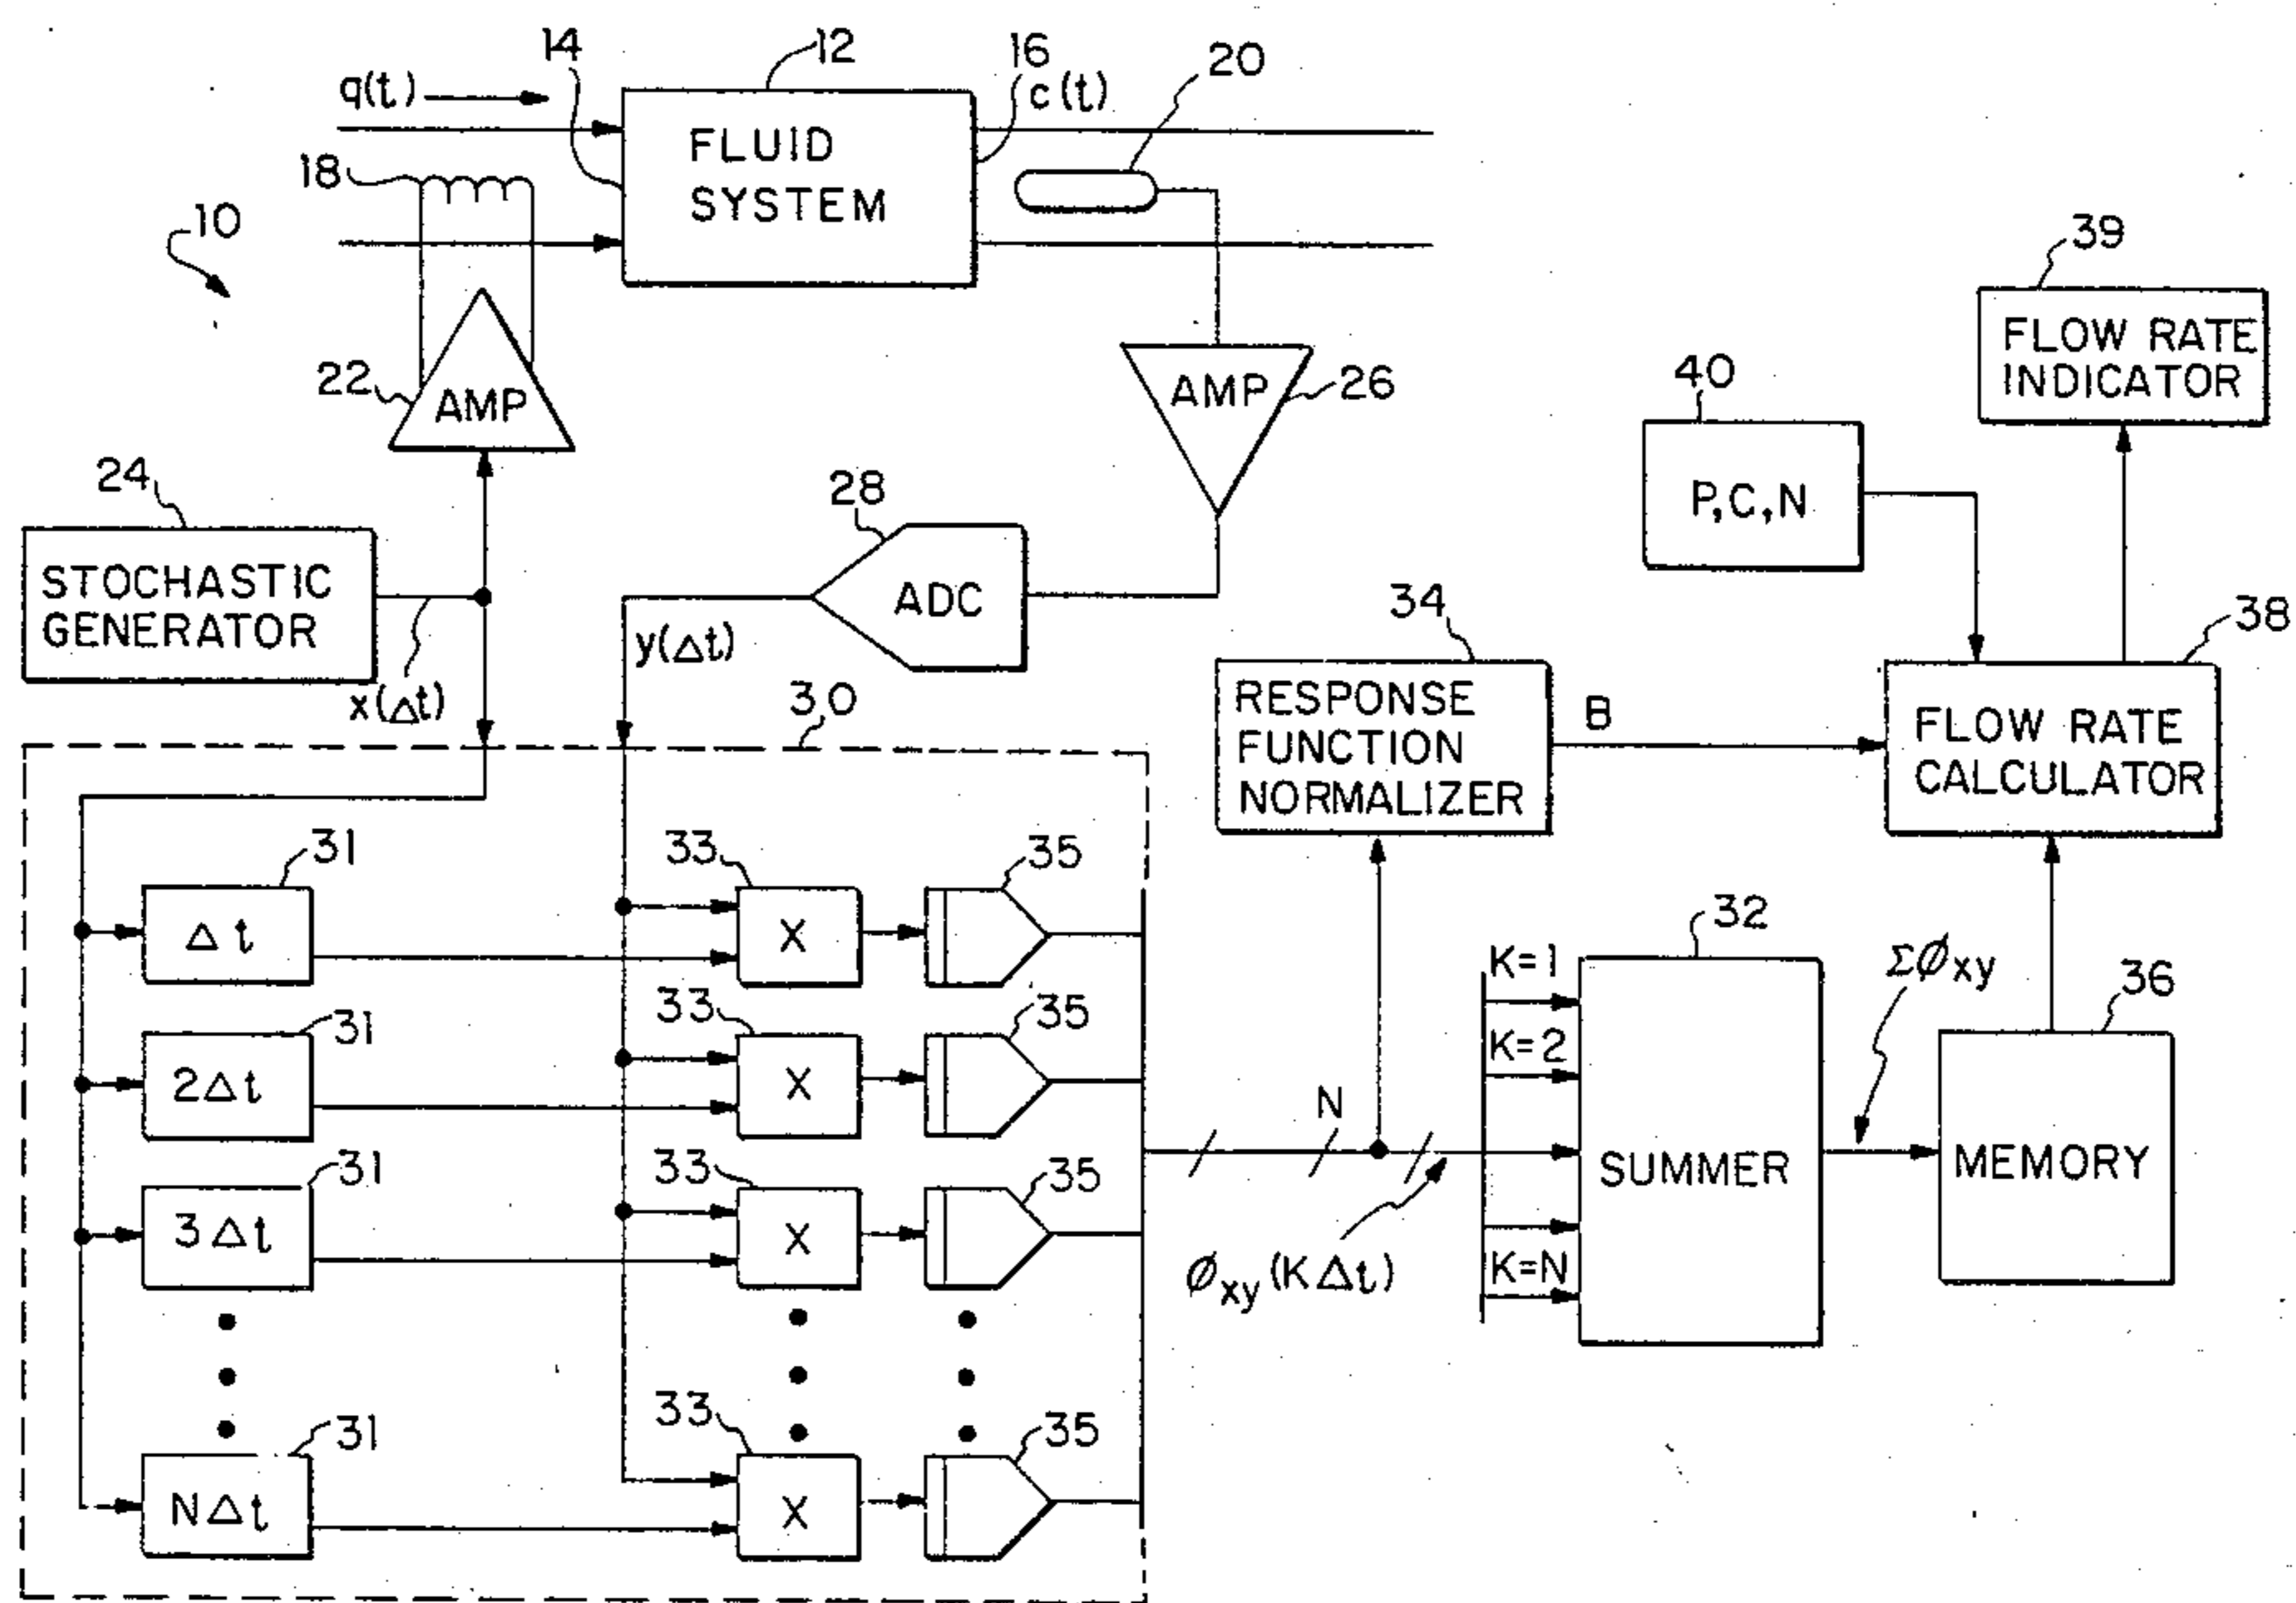 14
12
16
20
q(t)
c(t)
FLUID
SYSTEM
18
10
39
FLOW RATE
INDICATOR
22
AMP
AMP
26
40
P,C,N
24
28
STOCHASTIC
GENERATOR
ADC
34
38
x(Δt)
y(Δt)
30
RESPONSE
FUNCTION
NORMALIZER
B
FLOW RATE
CALCULATOR
31
33
35
Δt
X
32
K=1
Σϕxy
36
31
33
35
2Δt
X
K=2
N
SUMMER
MEMORY
31
33
35
3Δt
X
ϕxy(KΔt)
K=N
31
33
35
NΔt
X